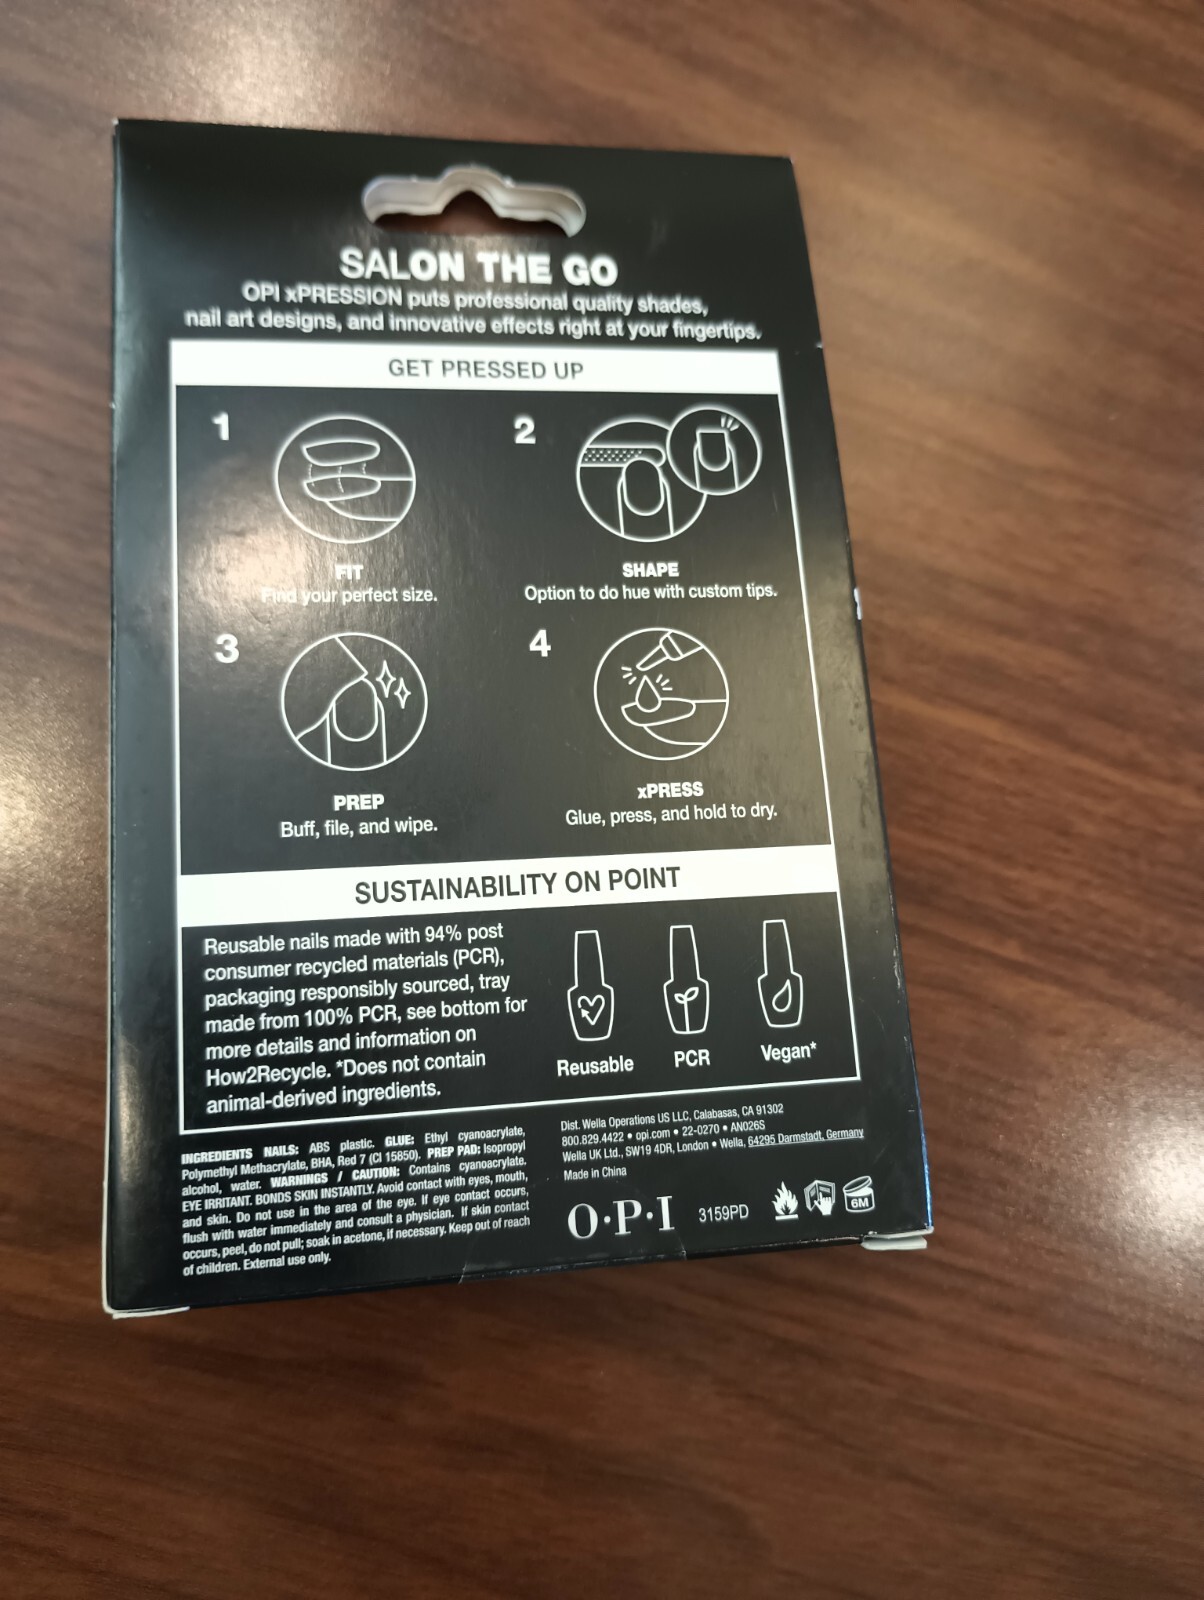 SALON THE GO
OPI xPRESSION puts professional quality shades,
nail art designs, and innovative effects right at your fingertips.
GET PRESSED UP
1
FIT
Find your perfect size.
2
SHAPE
Option to do hue with custom tips.
3
PREP
Buff, file, and wipe.
4
xPRESS
Glue, press, and hold to dry.
SUSTAINABILITY ON POINT
Reusable nails made with 94% post
consumer recycled materials (PCR),
packaging responsibly sourced, tray
made from 100% PCR, see bottom for
more details and information on
How2Recycle. *Does not contain
animal-derived ingredients.
Reusable
PCR
Vegan*
INGREDIENTS NAILS: ABS plastic. GLUE: Ethyl cyanoacrylate,
Polymethyl Methacrylate, BHA, Red 7 (CI 15850). PREP PAD: Isopropyl
alcohol, water. WARNINGS / CAUTION: Contains cyanoacrylate.
EYE IRRITANT. BONDS SKIN INSTANTLY. Avoid contact with eyes, mouth,
and skin. Do not use in the area of the eye. If eye contact occurs,
flush with water immediately and consult a physician. If skin contact
occurs, peel, do not pull; soak in acetone, if necessary. Keep out of reach
of children. External use only.
Dist. Wella Operations US LLC, Calabasas, CA 91302
800.829.4422 • opi.com • 22-0270 • AN026S
Wella UK Ltd., SW19 4DR, London • Wella, 64295 Darmstadt, Germany
Made in China
O·P·I
3159PD
6M